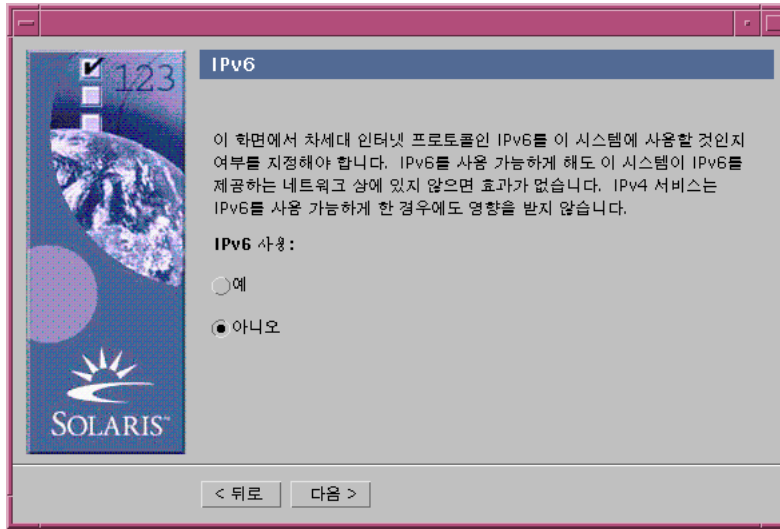 123
SOLARIS™
IPv6
이 화면에서 차세대 인터넷 프로토콜인 IPv6를 이 시스템에 사용할 것인지
여부를 지정해야 합니다. IPv6를 사용 가능하게 해도 이 시스템이 IPv6를
제공하는 네트워크 상에 있지 않으면 효과가 없습니다. IPv4 서비스는
IPv6를 사용 가능하게 한 경우에도 영향을 받지 않습니다.
IPv6 사용:
예
아니오
< 뒤로
다음 >